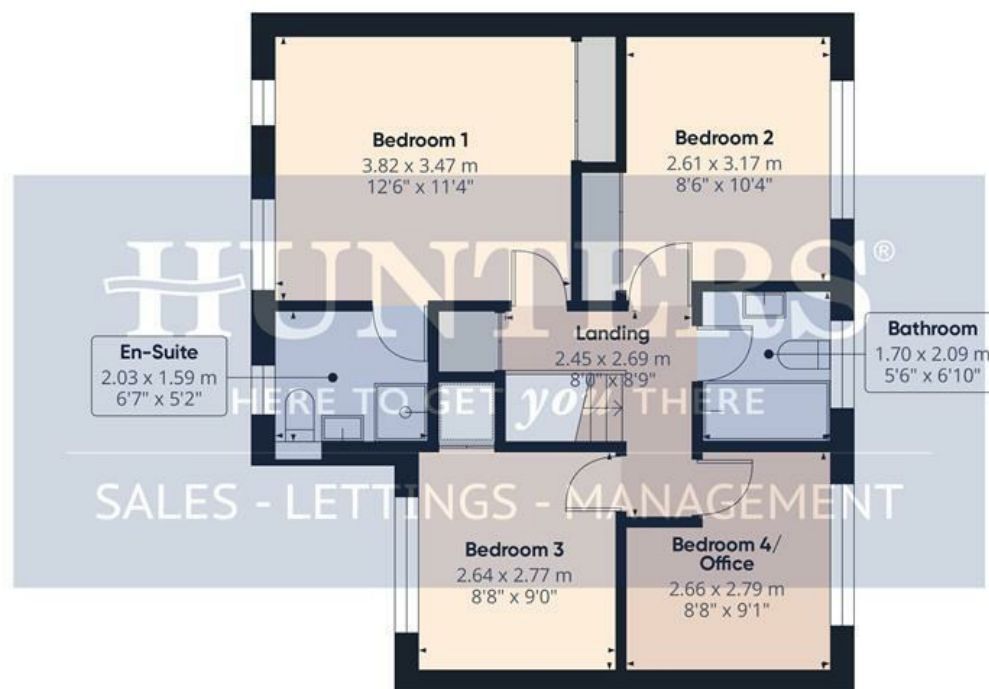 Bedroom 1
3.82 x 3.47 m
12'6" x 11'4"
Bedroom 2
2.61 x 3.17 m
8'6" x 10'4"
HUNTERS®
HERE TO GET you THERE
SALES - LETTINGS - MANAGEMENT
En-Suite
2.03 x 1.59 m
6'7" x 5'2"
Landing
2.45 x 2.69 m
8'0" x 8'9"
Bathroom
1.70 x 2.09 m
5'6" x 6'10"
Bedroom 3
2.64 x 2.77 m
8'8" x 9'0"
Bedroom 4/
Office
2.66 x 2.79 m
8'8" x 9'1"